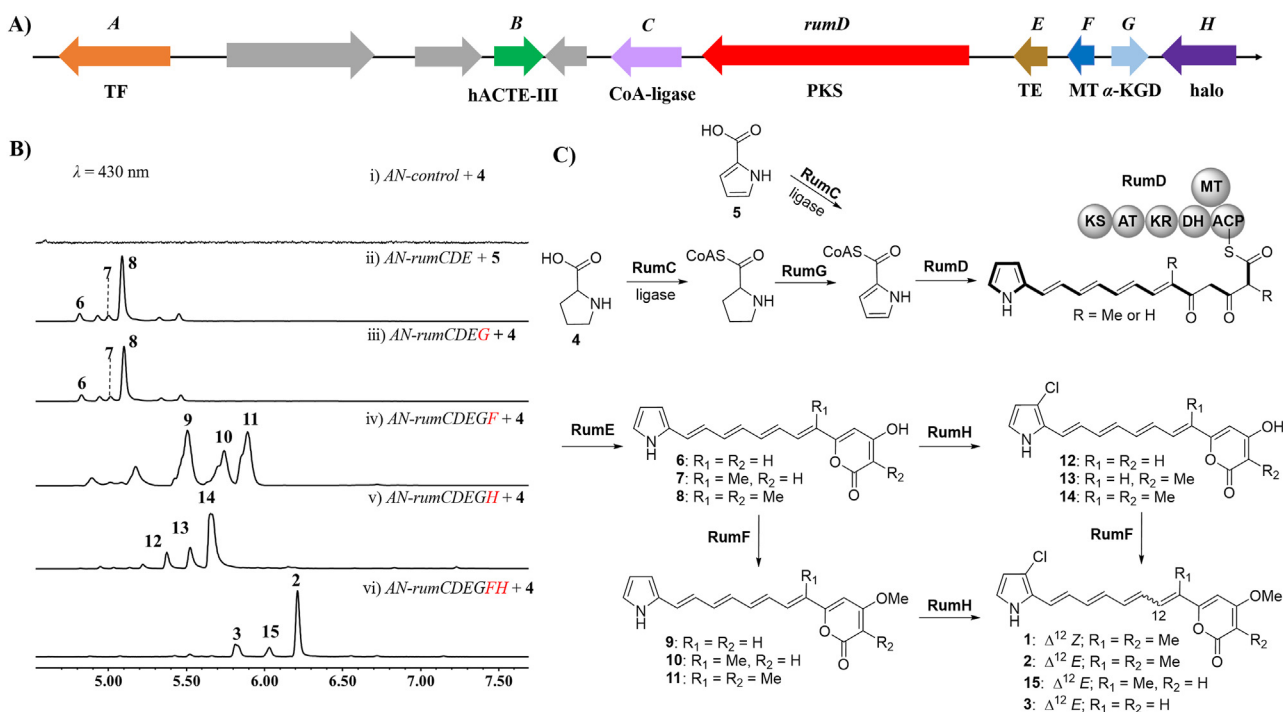 A)
A B C rumD E F G H
TF hACTE-III CoA-ligase PKS TE MT α-KGD halo
B)
λ = 430 nm
i) AN-control + 4
ii) AN-rumCDE + 5
6 7 8
iii) AN-rumCDEG + 4
6 7 8
iv) AN-rumCDEGF + 4
9 10 11
v) AN-rumCDEGH + 4
12 13 14
vi) AN-rumCDEGFH + 4
3 15 2
5.00 5.50 6.00 6.50 7.00 7.50
C)
HO O
NH
5
RumC
ligase
HO O
NH
4
RumC
ligase
CoAS O
NH
RumG
CoAS O
NH
RumD
RumD
MT
KS AT KR DH ACP
S
O
R
O O R
N
H
R = Me or H
RumE
N
H
R1
OH
O
R2
O
6: R1 = R2 = H
7: R1 = Me, R2 = H
8: R1 = R2 = Me
RumH
Cl
N
H
R1
OH
O
R2
O
12: R1 = R2 = H
13: R1 = H, R2 = Me
14: R1 = R2 = Me
RumF
RumF
N
H
R1
OMe
O
R2
O
9: R1 = R2 = H
10: R1 = Me, R2 = H
11: R1 = R2 = Me
RumH
Cl
N
H
12
R1
OMe
O
R2
O
1: Δ12 Z; R1 = R2 = Me
2: Δ12 E; R1 = R2 = Me
15: Δ12 E; R1 = Me, R2 = H
3: Δ12 E; R1 = R2 = H